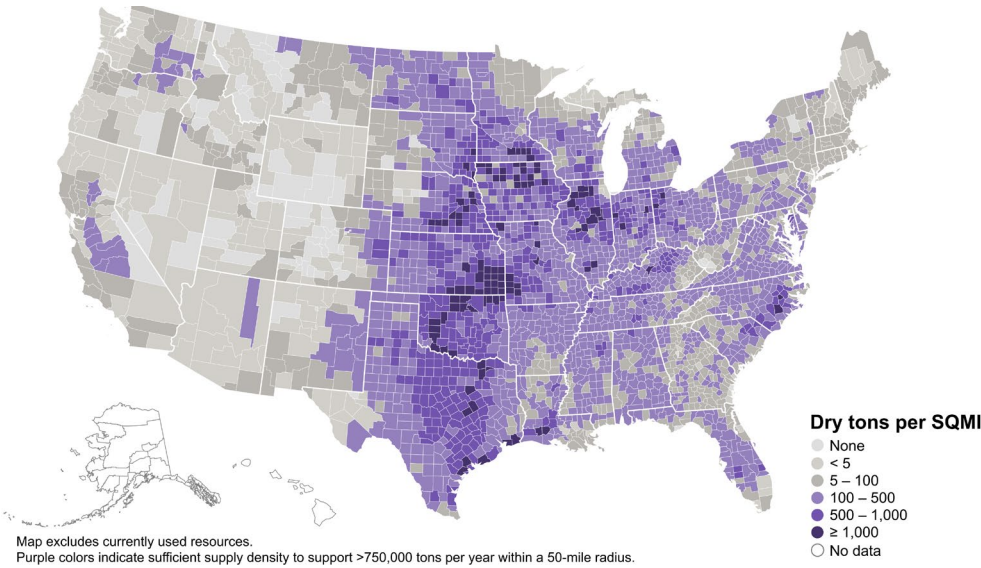 Dry tons per SQMI
None
< 5
5 – 100
100 – 500
500 – 1,000
≥ 1,000
No data
Map excludes currently used resources.
Purple colors indicate sufficient supply density to support >750,000 tons per year within a 50-mile radius.